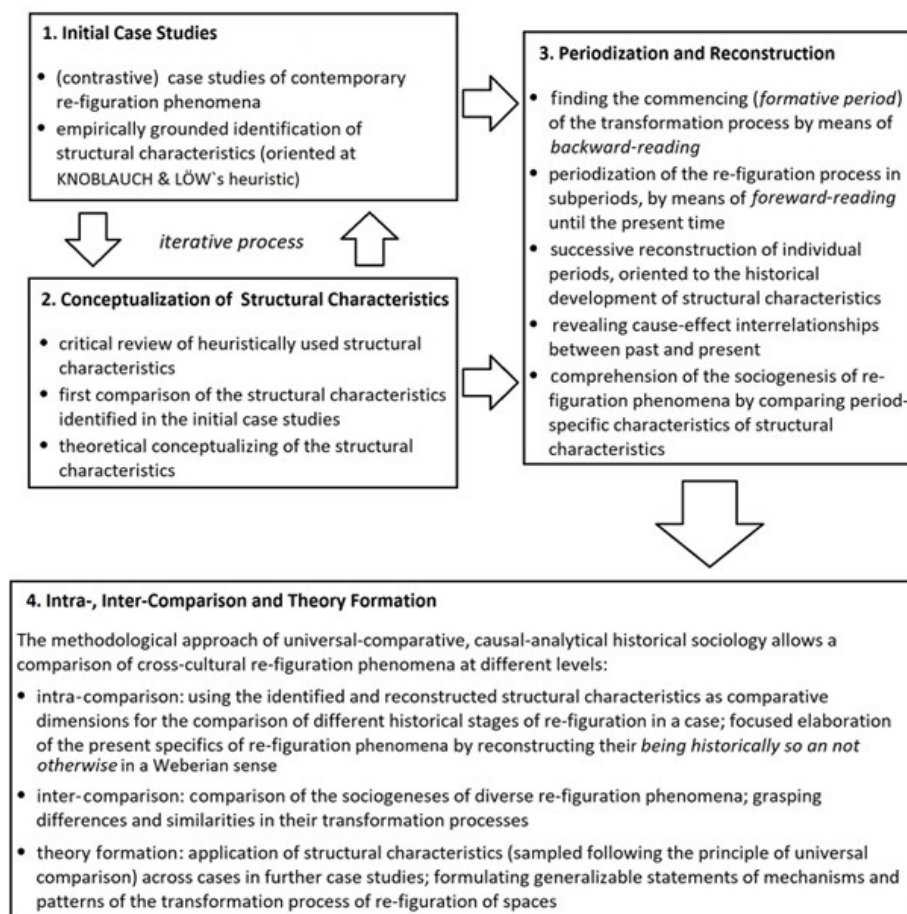 1. Initial Case Studies
• (contrastive) case studies of contemporary
re-figuration phenomena
• empirically grounded identification of
structural characteristics (oriented at
KNOBLAUCH & LÖW`s heuristic)
iterative process
2. Conceptualization of Structural Characteristics
• critical review of heuristically used structural
characteristics
• first comparison of the structural characteristics
identified in the initial case studies
• theoretical conceptualizing of the structural
characteristics
3. Periodization and Reconstruction
• finding the commencing (formative period)
of the transformation process by means of
backward-reading
• periodization of the re-figuration process in
subperiods, by means of foreward-reading
until the present time
• successive reconstruction of individual
periods, oriented to the historical
development of structural characteristics
• revealing cause-effect interrelationships
between past and present
• comprehension of the sociogenesis of re-
figuration phenomena by comparing period-
specific characteristics of structural
characteristics
4. Intra-, Inter-Comparison and Theory Formation
The methodological approach of universal-comparative, causal-analytical historical sociology allows a
comparison of cross-cultural re-figuration phenomena at different levels:
• intra-comparison: using the identified and reconstructed structural characteristics as comparative
dimensions for the comparison of different historical stages of re-figuration in a case; focused elaboration
of the present specifics of re-figuration phenomena by reconstructing their being historically so an not
otherwise in a Weberian sense
• inter-comparison: comparison of the sociogeneses of diverse re-figuration phenomena; grasping
differences and similarities in their transformation processes
• theory formation: application of structural characteristics (sampled following the principle of universal
comparison) across cases in further case studies; formulating generalizable statements of mechanisms and
patterns of the transformation process of re-figuration of spaces